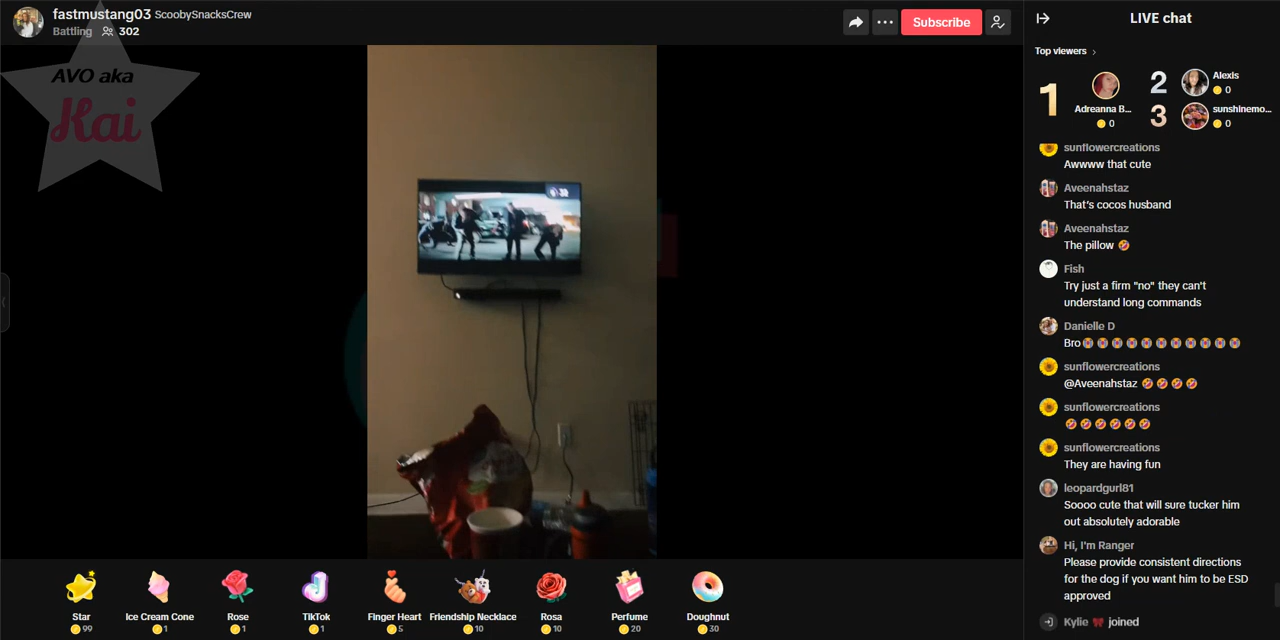 fastmustang03 ScoobySnacksCrew
Battling 302
Subscribe
AVO aka
Kai
LIVE chat
Top viewers
1
Adreanna B...
0
2
Alexis
0
3
sunshinemo...
0
sunflowercreations
Awwww that cute
Aveenahstaz
That's cocos husband
Aveenahstaz
The pillow 🤣
Fish
Try just a firm "no" they can't
understand long commands
Danielle D
Bro😭😭😭😭😭😭😭😭😭😭😭
sunflowercreations
@Aveenahstaz 🤣🤣🤣🤣
sunflowercreations
🤣🤣🤣🤣🤣🤣
sunflowercreations
They are having fun
leopardgurl81
Soooo cute that will sure tucker him
out absolutely adorable
Hi, I'm Ranger
Please provide consistent directions
for the dog if you want him to be ESD
approved
Kylie 🎀 joined
Star
99
Ice Cream Cone
1
Rose
1
TikTok
1
Finger Heart
5
Friendship Necklace
10
Rosa
10
Perfume
20
Doughnut
30